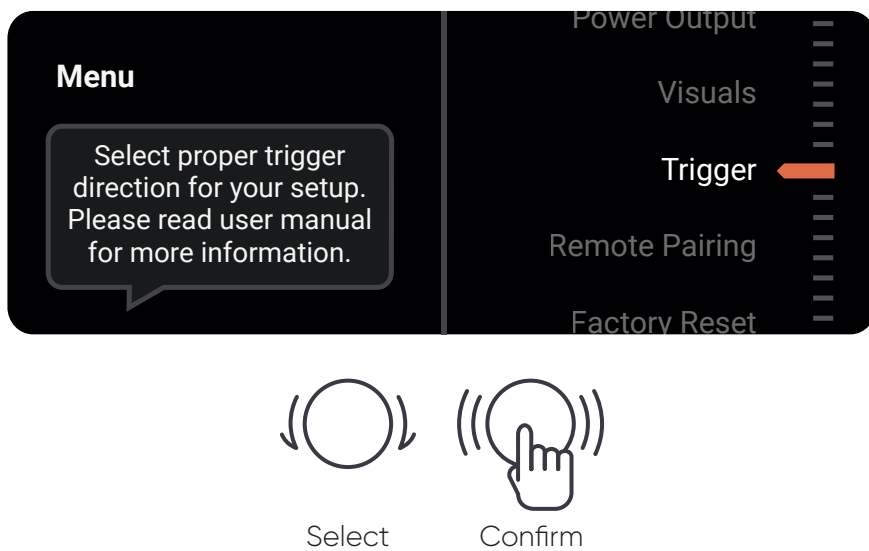 Menu
Select proper trigger
direction for your setup.
Please read user manual
for more information.
Power Output
Visuals
Trigger
Remote Pairing
Factory Reset
Select
Confirm